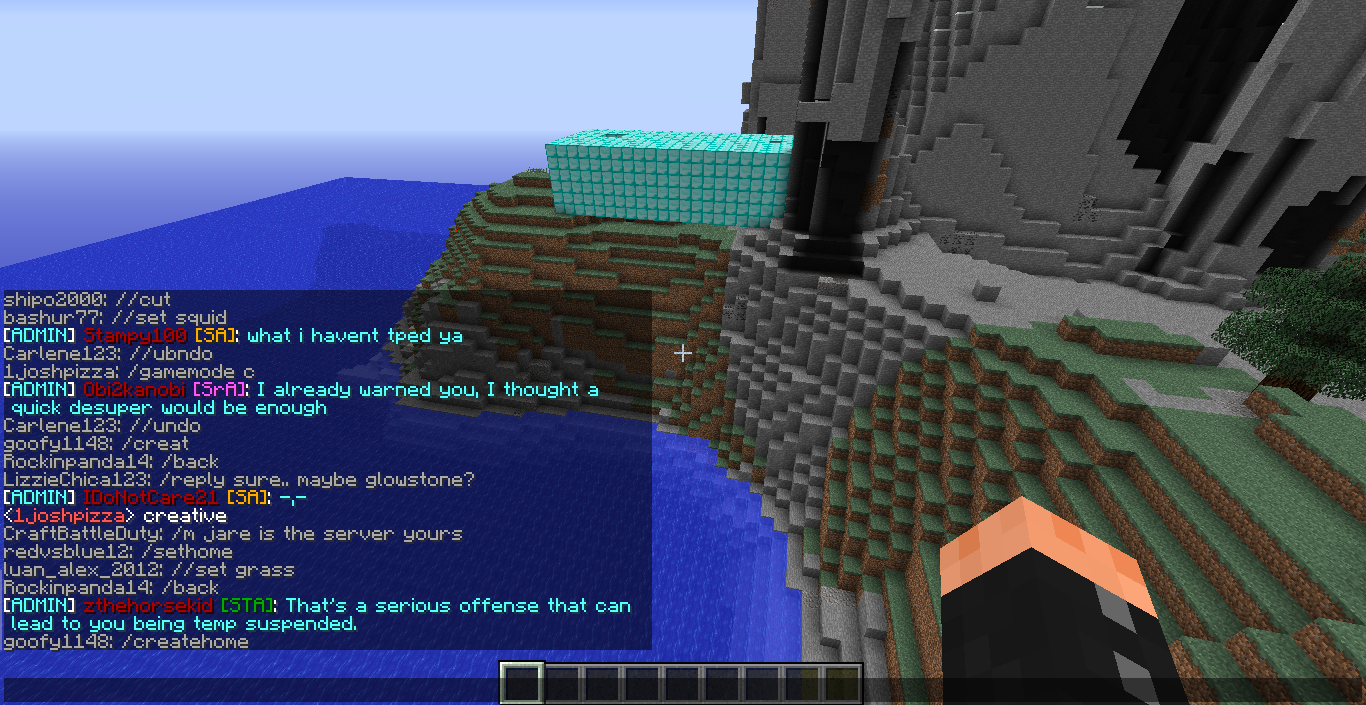 shipo2000: //cut
bashur77: //set squid
[ADMIN] Stampy100 [SA]: what i havent tped ya
Carlene123: //ubndo
1joshpizza: /gamemode c
[ADMIN] Obi2kanobi [SrA]: I already warned you, I thought a
quick desuper would be enough
Carlene123: //undo
goofy1148: /creat
Rockinpanda14: /back
LizzieChica123: /reply sure.. maybe glowstone?
[ADMIN] IDoNotCare21 [SA]: -,-
<1joshpizza> creative
CraftBattleDuty: /m jare is the server yours
redvsblue12: /sethome
luan_alex_2012: //set grass
Rockinpanda14: /back
[ADMIN] zthehorsekid [STA]: That's a serious offense that can
lead to you being temp suspended.
goofy1148: /createhome